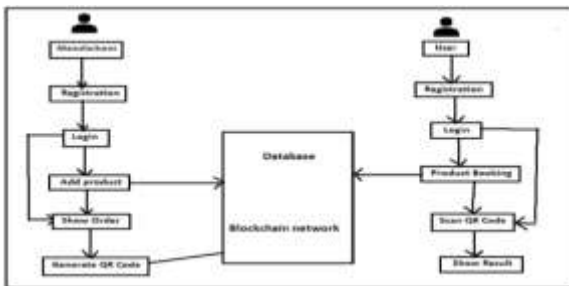 User
Registration
Registration
Login
Login
Database
Add product
Product Booking
Show Order
Scan QR Code
Blockchain network
Generate QR Code
Show Result